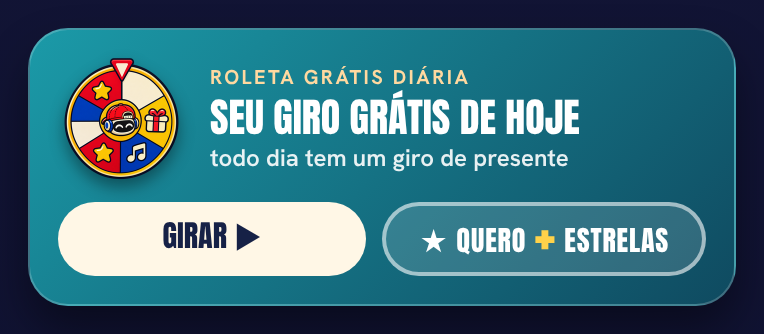 ROLETA GRÁTIS DIÁRIA
SEU GIRO GRÁTIS DE HOJE
todo dia tem um giro de presente
GIRAR ▶
★ QUERO + ESTRELAS